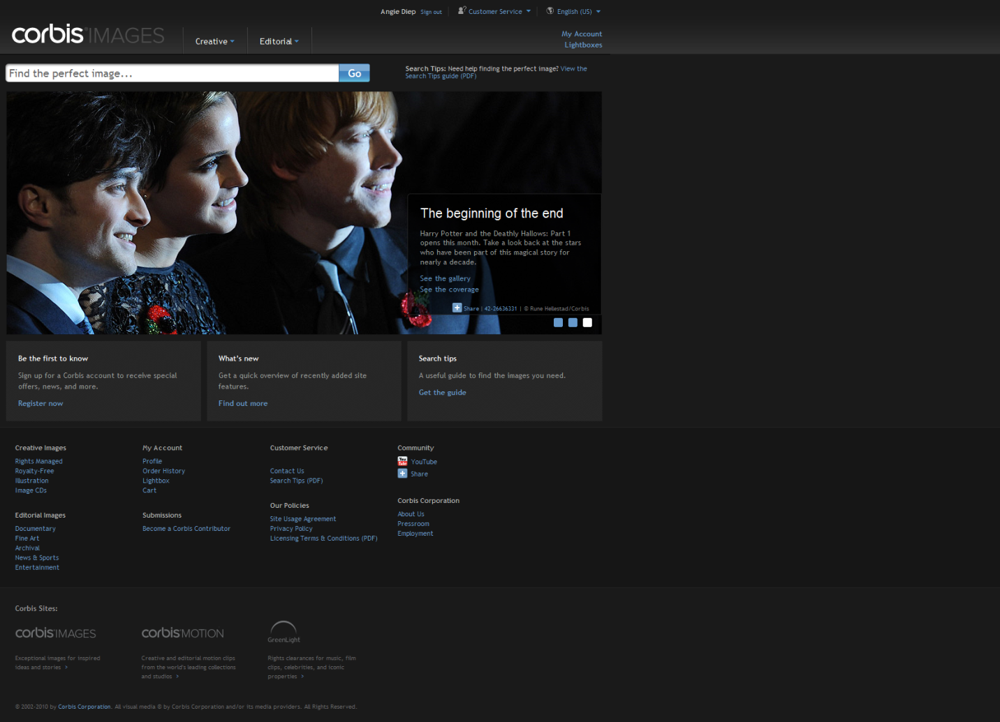 Angie Diep Sign out Customer Service English (US)
corbis IMAGES Creative Editorial My Account
Lightboxes
Find the perfect image... Go
Search Tips: Need help finding the perfect image? View the
Search Tips guide (PDF)
The beginning of the end
Harry Potter and the Deathly Hallows: Part 1
opens this month. Take a look back at the stars
who have been part of this magical story for
nearly a decade.
See the gallery
See the coverage
Share | 42-26636331 | © Rune Hellestad/Corbis
Be the first to know
Sign up for a Corbis account to receive special
offers, news, and more.
Register now
What's new
Get a quick overview of recently added site
features.
Find out more
Search tips
A useful guide to find the images you need.
Get the guide
Creative Images
Rights Managed
Royalty-Free
Illustration
Image CDs
Editorial Images
Documentary
Fine Art
Archival
News & Sports
Entertainment
My Account
Profile
Order History
Lightbox
Cart
Submissions
Become a Corbis Contributor
Customer Service
Contact Us
Search Tips (PDF)
Our Policies
Site Usage Agreement
Privacy Policy
Licensing Terms & Conditions (PDF)
Community
You Tube YouTube
Share
Corbis Corporation
About Us
Pressroom
Employment
Corbis Sites:
corbis IMAGES
Exceptional images for inspired
ideas and stories >
corbis MOTION
Creative and editorial motion clips
from the world's leading collections
and studios >
GreenLight
Rights clearances for music, film
clips, celebrities, and iconic
properties >
© 2002-2010 by Corbis Corporation. All visual media © by Corbis Corporation and/or its media providers. All Rights Reserved.